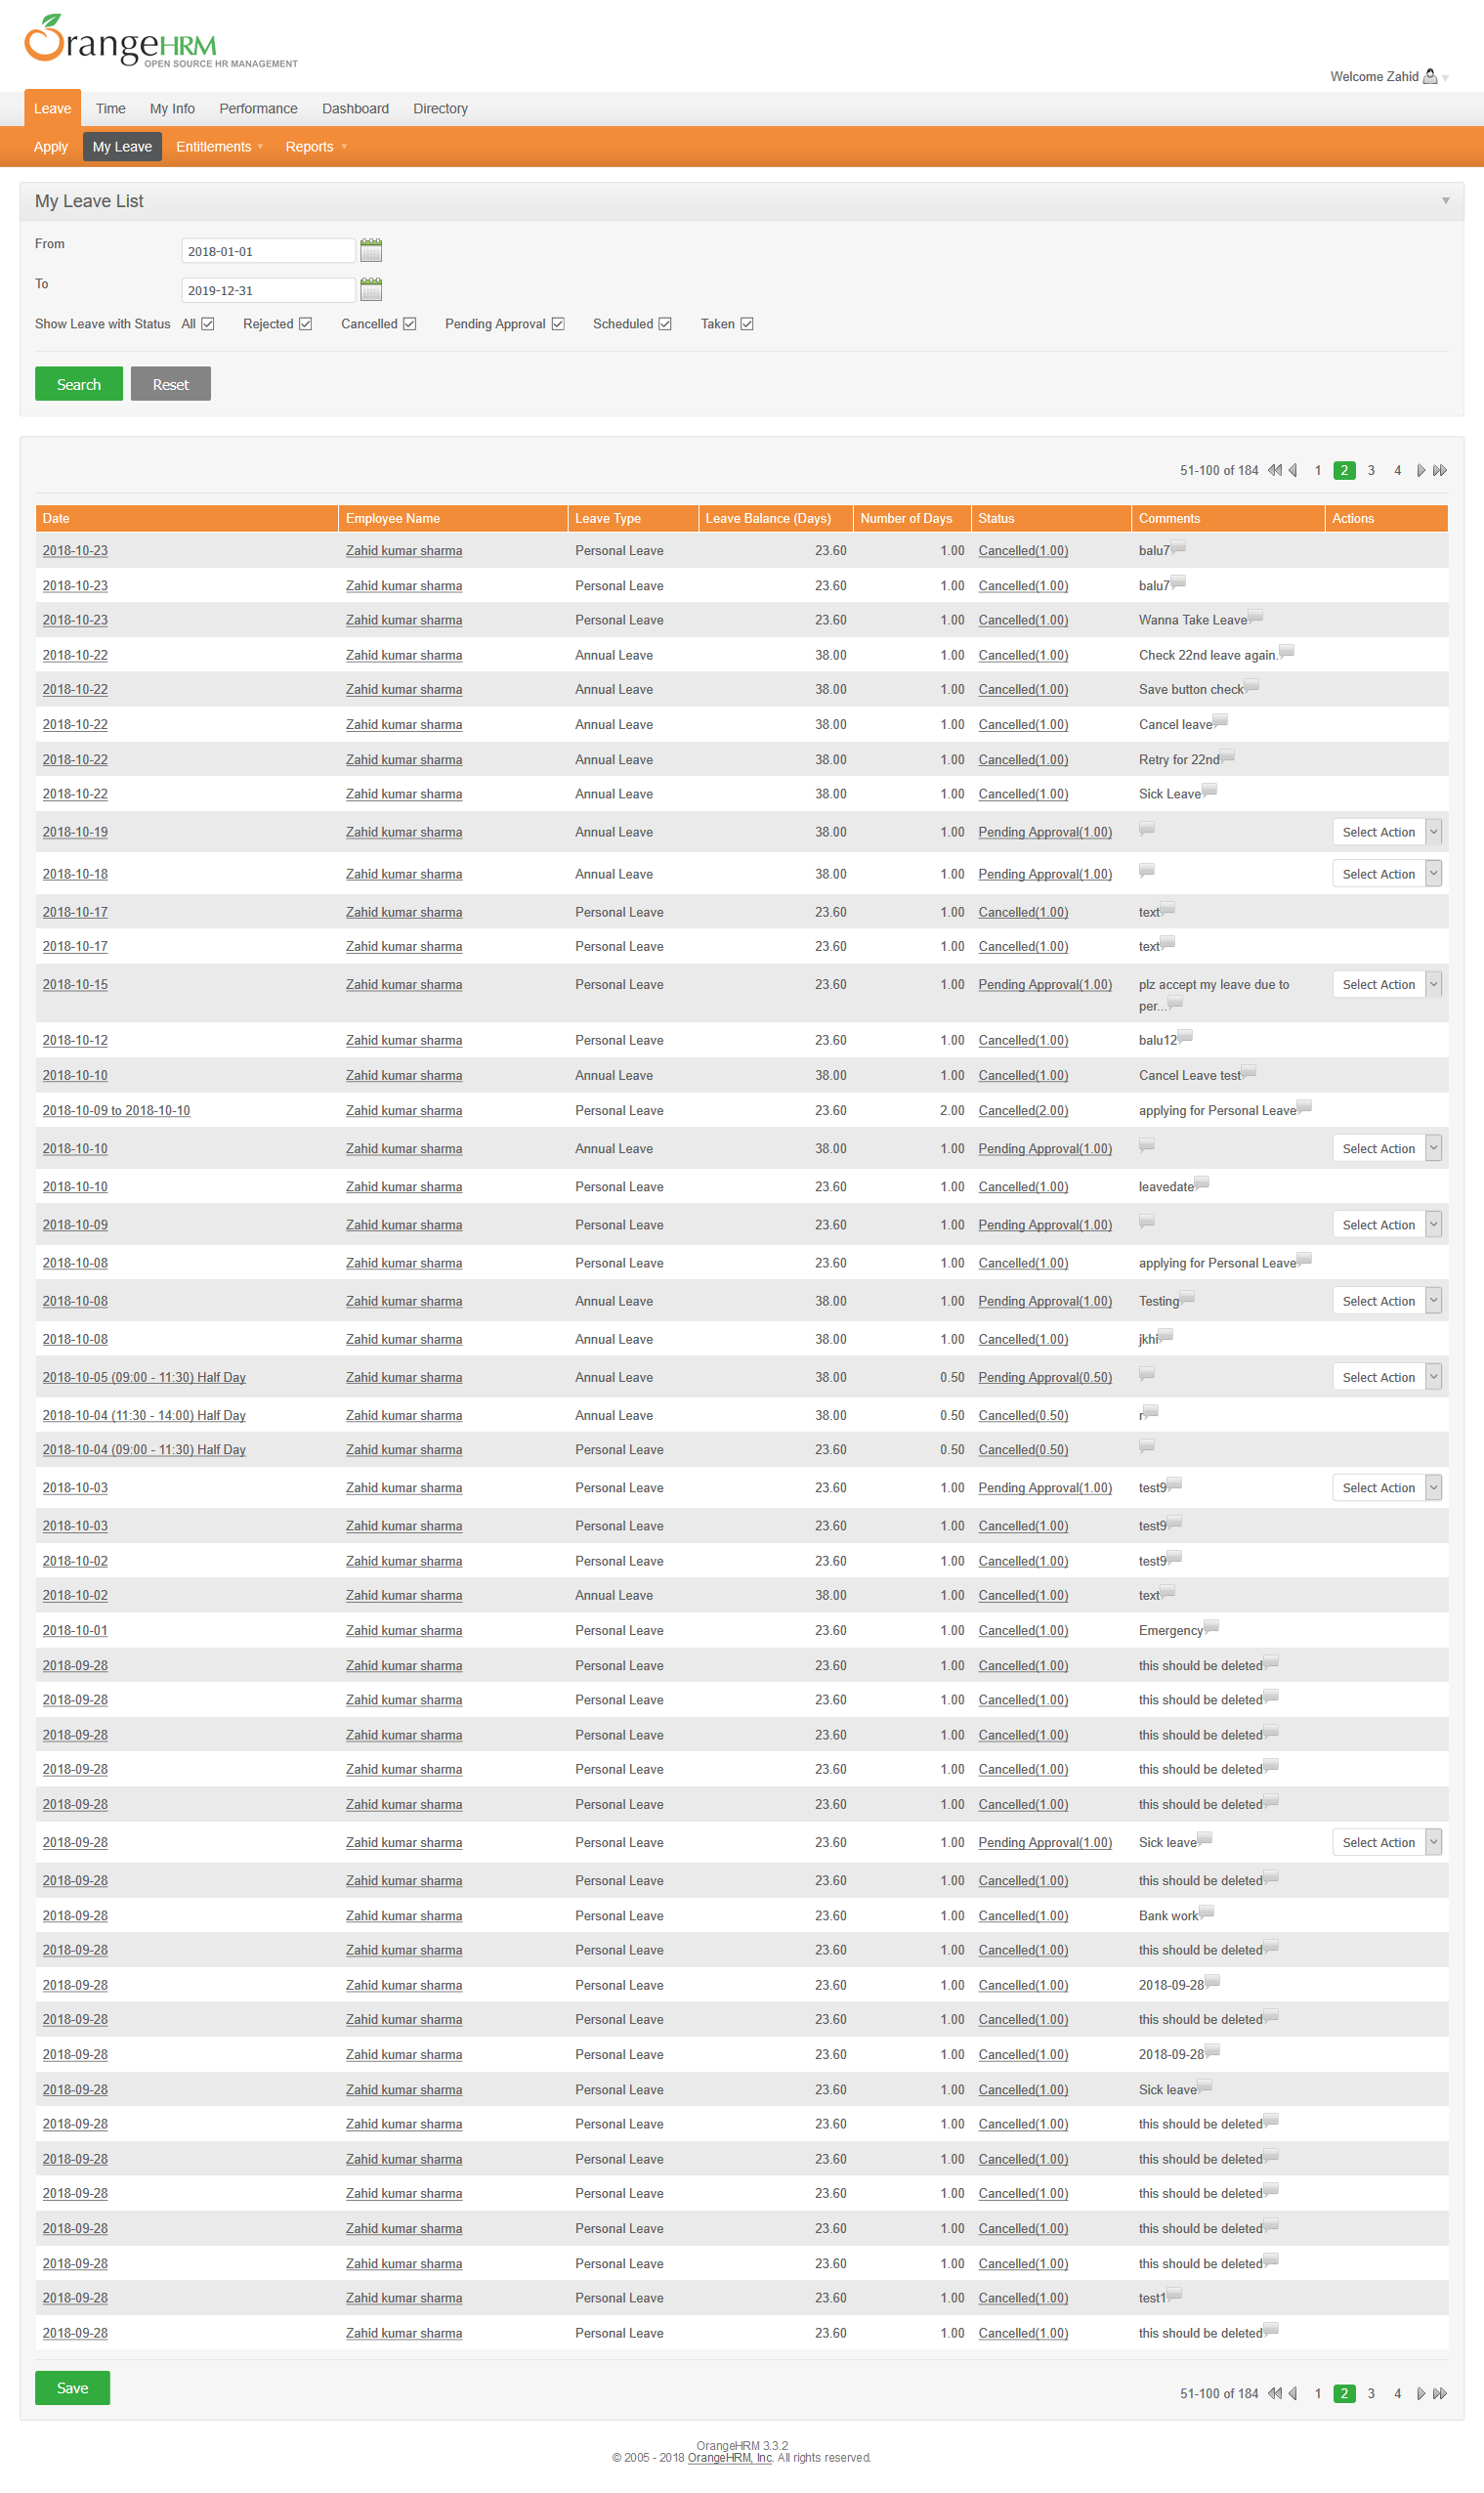 OrangeHRM
OPEN SOURCE HR MANAGEMENT
Welcome Zahid
Leave Time My Info Performance Dashboard Directory
Apply My Leave Entitlements Reports
My Leave List
From 2018-01-01
To 2019-12-31
Show Leave with Status All Rejected Cancelled Pending Approval Scheduled Taken
Search Reset
51-100 of 184 1 2 3 4
Date Employee Name Leave Type Leave Balance (Days) Number of Days Status Comments Actions
2018-10-23 Zahid kumar sharma Personal Leave 23.60 1.00 Cancelled(1.00) balu7
2018-10-23 Zahid kumar sharma Personal Leave 23.60 1.00 Cancelled(1.00) balu7
2018-10-23 Zahid kumar sharma Personal Leave 23.60 1.00 Cancelled(1.00) Wanna Take Leave
2018-10-22 Zahid kumar sharma Annual Leave 38.00 1.00 Cancelled(1.00) Check 22nd leave again.
2018-10-22 Zahid kumar sharma Annual Leave 38.00 1.00 Cancelled(1.00) Save button check
2018-10-22 Zahid kumar sharma Annual Leave 38.00 1.00 Cancelled(1.00) Cancel leave
2018-10-22 Zahid kumar sharma Annual Leave 38.00 1.00 Cancelled(1.00) Retry for 22nd
2018-10-22 Zahid kumar sharma Annual Leave 38.00 1.00 Cancelled(1.00) Sick Leave
2018-10-19 Zahid kumar sharma Annual Leave 38.00 1.00 Pending Approval(1.00) Select Action
2018-10-18 Zahid kumar sharma Annual Leave 38.00 1.00 Pending Approval(1.00) Select Action
2018-10-17 Zahid kumar sharma Personal Leave 23.60 1.00 Cancelled(1.00) text
2018-10-17 Zahid kumar sharma Personal Leave 23.60 1.00 Cancelled(1.00) text
2018-10-15 Zahid kumar sharma Personal Leave 23.60 1.00 Pending Approval(1.00) plz accept my leave due to Select Action
per...
2018-10-12 Zahid kumar sharma Personal Leave 23.60 1.00 Cancelled(1.00) balu12
2018-10-10 Zahid kumar sharma Annual Leave 38.00 1.00 Cancelled(1.00) Cancel Leave test
2018-10-09 to 2018-10-10 Zahid kumar sharma Personal Leave 23.60 2.00 Cancelled(2.00) applying for Personal Leave
2018-10-10 Zahid kumar sharma Annual Leave 38.00 1.00 Pending Approval(1.00) Select Action
2018-10-10 Zahid kumar sharma Personal Leave 23.60 1.00 Cancelled(1.00) leavedate
2018-10-09 Zahid kumar sharma Personal Leave 23.60 1.00 Pending Approval(1.00) Select Action
2018-10-08 Zahid kumar sharma Personal Leave 23.60 1.00 Cancelled(1.00) applying for Personal Leave
2018-10-08 Zahid kumar sharma Annual Leave 38.00 1.00 Pending Approval(1.00) Testing Select Action
2018-10-08 Zahid kumar sharma Annual Leave 38.00 1.00 Cancelled(1.00) jkhi
2018-10-05 (09:00 - 11:30) Half Day Zahid kumar sharma Annual Leave 38.00 0.50 Pending Approval(0.50) Select Action
2018-10-04 (11:30 - 14:00) Half Day Zahid kumar sharma Annual Leave 38.00 0.50 Cancelled(0.50) r
2018-10-04 (09:00 - 11:30) Half Day Zahid kumar sharma Personal Leave 23.60 0.50 Cancelled(0.50)
2018-10-03 Zahid kumar sharma Personal Leave 23.60 1.00 Pending Approval(1.00) test9 Select Action
2018-10-03 Zahid kumar sharma Personal Leave 23.60 1.00 Cancelled(1.00) test9
2018-10-02 Zahid kumar sharma Personal Leave 23.60 1.00 Cancelled(1.00) test9
2018-10-02 Zahid kumar sharma Annual Leave 38.00 1.00 Cancelled(1.00) text
2018-10-01 Zahid kumar sharma Personal Leave 23.60 1.00 Cancelled(1.00) Emergency
2018-09-28 Zahid kumar sharma Personal Leave 23.60 1.00 Cancelled(1.00) this should be deleted
2018-09-28 Zahid kumar sharma Personal Leave 23.60 1.00 Cancelled(1.00) this should be deleted
2018-09-28 Zahid kumar sharma Personal Leave 23.60 1.00 Cancelled(1.00) this should be deleted
2018-09-28 Zahid kumar sharma Personal Leave 23.60 1.00 Cancelled(1.00) this should be deleted
2018-09-28 Zahid kumar sharma Personal Leave 23.60 1.00 Cancelled(1.00) this should be deleted
2018-09-28 Zahid kumar sharma Personal Leave 23.60 1.00 Pending Approval(1.00) Sick leave Select Action
2018-09-28 Zahid kumar sharma Personal Leave 23.60 1.00 Cancelled(1.00) this should be deleted
2018-09-28 Zahid kumar sharma Personal Leave 23.60 1.00 Cancelled(1.00) Bank work
2018-09-28 Zahid kumar sharma Personal Leave 23.60 1.00 Cancelled(1.00) this should be deleted
2018-09-28 Zahid kumar sharma Personal Leave 23.60 1.00 Cancelled(1.00) 2018-09-28
2018-09-28 Zahid kumar sharma Personal Leave 23.60 1.00 Cancelled(1.00) this should be deleted
2018-09-28 Zahid kumar sharma Personal Leave 23.60 1.00 Cancelled(1.00) 2018-09-28
2018-09-28 Zahid kumar sharma Personal Leave 23.60 1.00 Cancelled(1.00) Sick leave
2018-09-28 Zahid kumar sharma Personal Leave 23.60 1.00 Cancelled(1.00) this should be deleted
2018-09-28 Zahid kumar sharma Personal Leave 23.60 1.00 Cancelled(1.00) this should be deleted
2018-09-28 Zahid kumar sharma Personal Leave 23.60 1.00 Cancelled(1.00) this should be deleted
2018-09-28 Zahid kumar sharma Personal Leave 23.60 1.00 Cancelled(1.00) this should be deleted
2018-09-28 Zahid kumar sharma Personal Leave 23.60 1.00 Cancelled(1.00) this should be deleted
2018-09-28 Zahid kumar sharma Personal Leave 23.60 1.00 Cancelled(1.00) test1
2018-09-28 Zahid kumar sharma Personal Leave 23.60 1.00 Cancelled(1.00) this should be deleted
Save 51-100 of 184 1 2 3 4
OrangeHRM 3.3.2
© 2005 - 2018 OrangeHRM, Inc. All rights reserved.